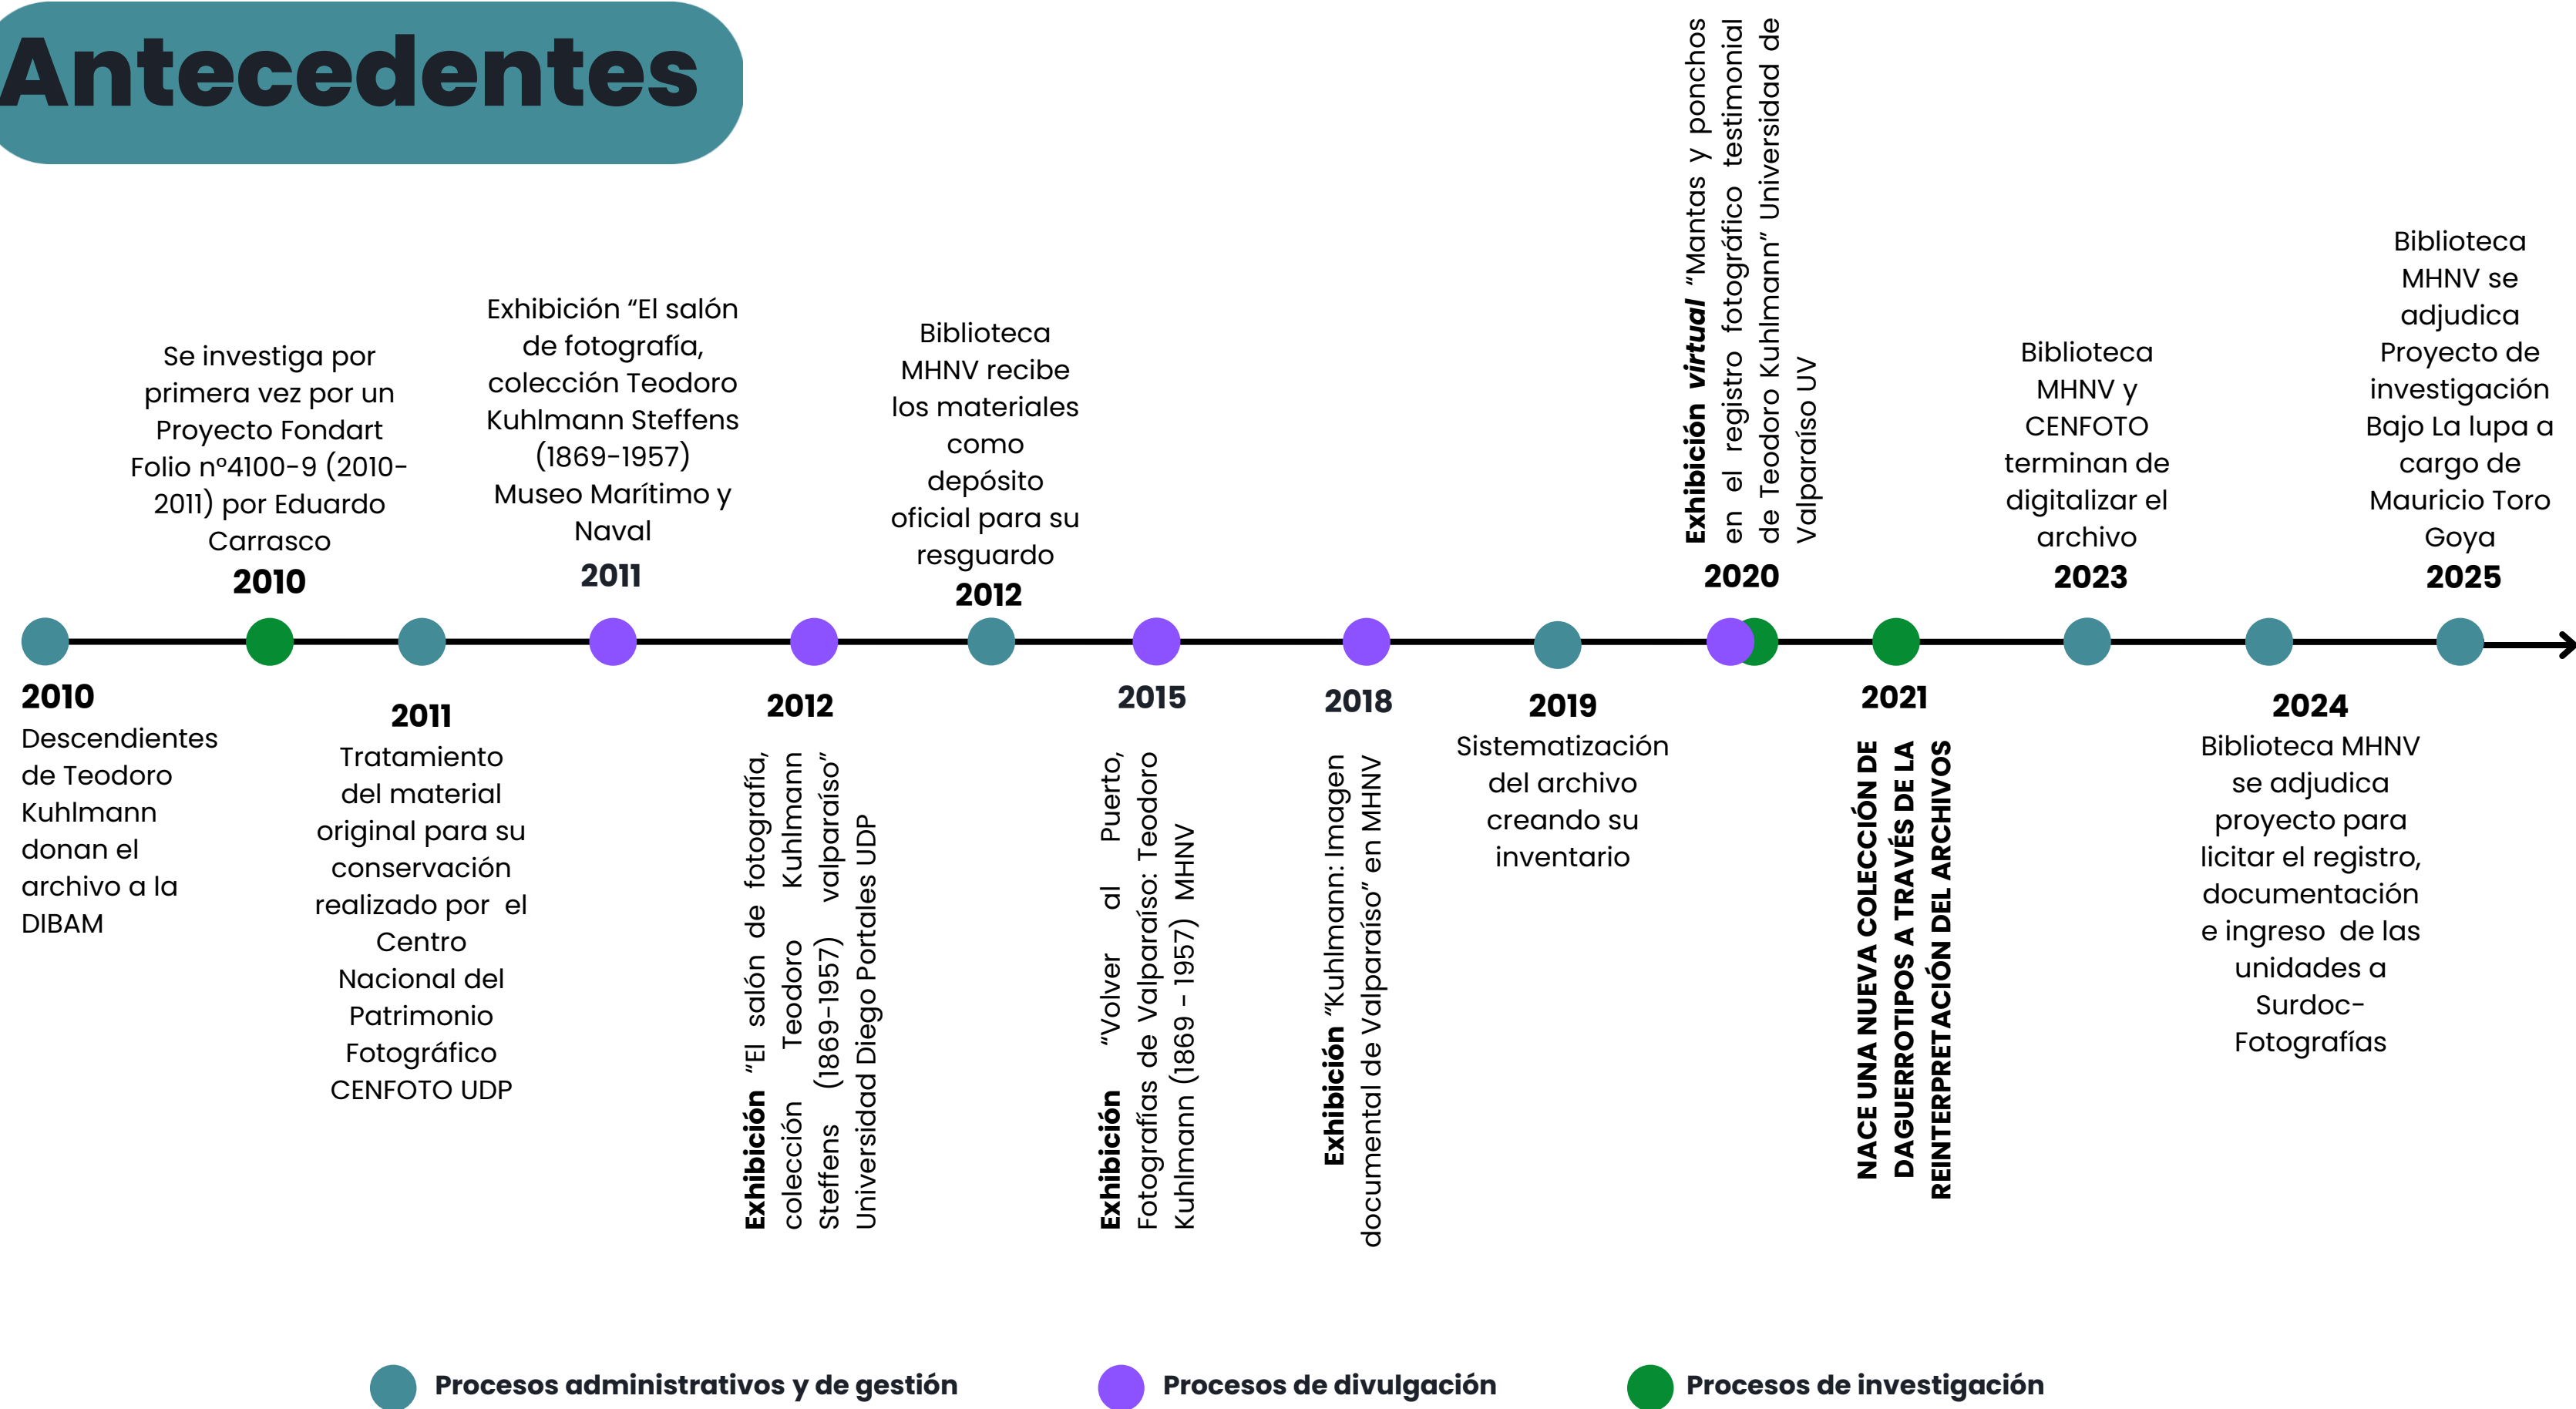 Antecedentes
2010
Descendientes
de Teodoro
Kuhlmann
donan el
archivo a la
DIBAM
Se investiga por
primera vez por un
Proyecto Fondart
Folio n°4100-9 (2010-
2011) por Eduardo
Carrasco
2010
2011
Tratamiento
del material
original para su
conservación
realizado por el
Centro
Nacional del
Patrimonio
Fotográfico
CENFOTO UDP
Exhibición “El salón
de fotografía,
colección Teodoro
Kuhlmann Steffens
(1869-1957)
Museo Marítimo y
Naval
2011
2012
Exhibición “El salón de fotografía,
colección Teodoro Kuhlmann
Steffens (1869-1957) valparaíso”
Universidad Diego Portales UDP
Biblioteca
MHNV recibe
los materiales
como
depósito
oficial para su
resguardo
2012
2015
Exhibición “Volver al Puerto,
Fotografías de Valparaíso: Teodoro
Kuhlmann (1869 - 1957) MHNV
2018
Exhibición “Kuhlmann: Imagen
documental de Valparaíso” en MHNV
2019
Sistematización
del archivo
creando su
inventario
Exhibición virtual “Mantas y ponchos
en el registro fotográfico testimonial
de Teodoro Kuhlmann” Universidad de
Valparaíso UV
2020
2021
NACE UNA NUEVA COLECCIÓN DE
DAGUERROTIPOS A TRAVÉS DE LA
REINTERPRETACIÓN DEL ARCHIVOS
Biblioteca
MHNV y
CENFOTO
terminan de
digitalizar el
archivo
2023
2024
Biblioteca MHNV
se adjudica
proyecto para
licitar el registro,
documentación
e ingreso de las
unidades a
Surdoc-
Fotografías
Biblioteca
MHNV se
adjudica
Proyecto de
investigación
Bajo La lupa a
cargo de
Mauricio Toro
Goya
2025
Procesos administrativos y de gestión
Procesos de divulgación
Procesos de investigación